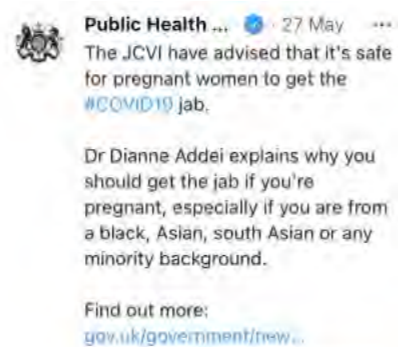 Public Health ... 27 May ...
The JCVI have advised that it's safe
for pregnant women to get the
#COVID19 jab.
Dr Dianne Addei explains why you
should get the jab if you're
pregnant, especially if you are from
a black, Asian, south Asian or any
minority background.
Find out more:
gov.uk/government/new...